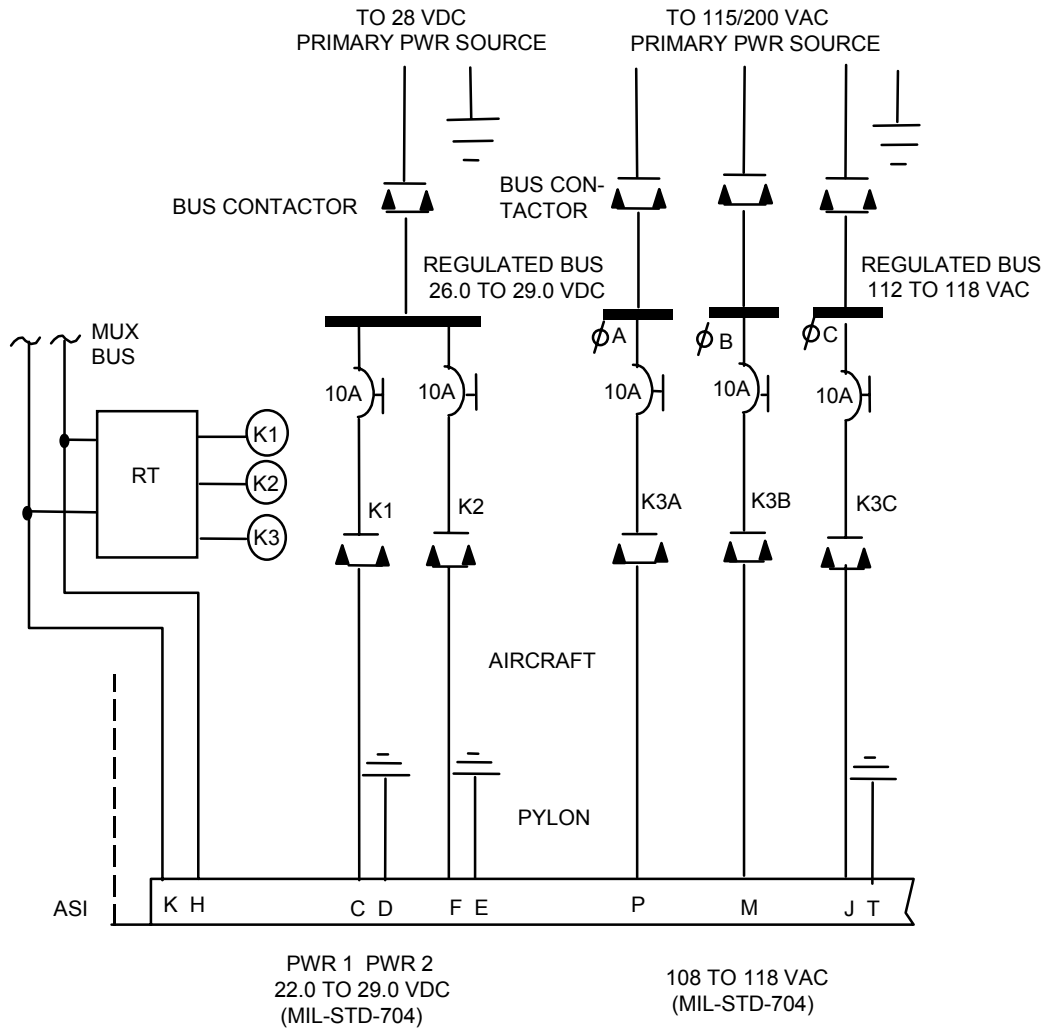 TO 28 VDC
PRIMARY PWR SOURCE
TO 115/200 VAC
PRIMARY PWR SOURCE
BUS CONTACTOR
BUS CON-
TACTOR
REGULATED BUS
26.0 TO 29.0 VDC
REGULATED BUS
112 TO 118 VAC
MUX
BUS
ϕA
ϕB
ϕC
10A
10A
10A
10A
10A
RT
K1
K2
K3
K1
K2
K3A
K3B
K3C
AIRCRAFT
PYLON
ASI
K H C D F E P M J T
PWR 1 PWR 2
22.0 TO 29.0 VDC
(MIL-STD-704)
108 TO 118 VAC
(MIL-STD-704)